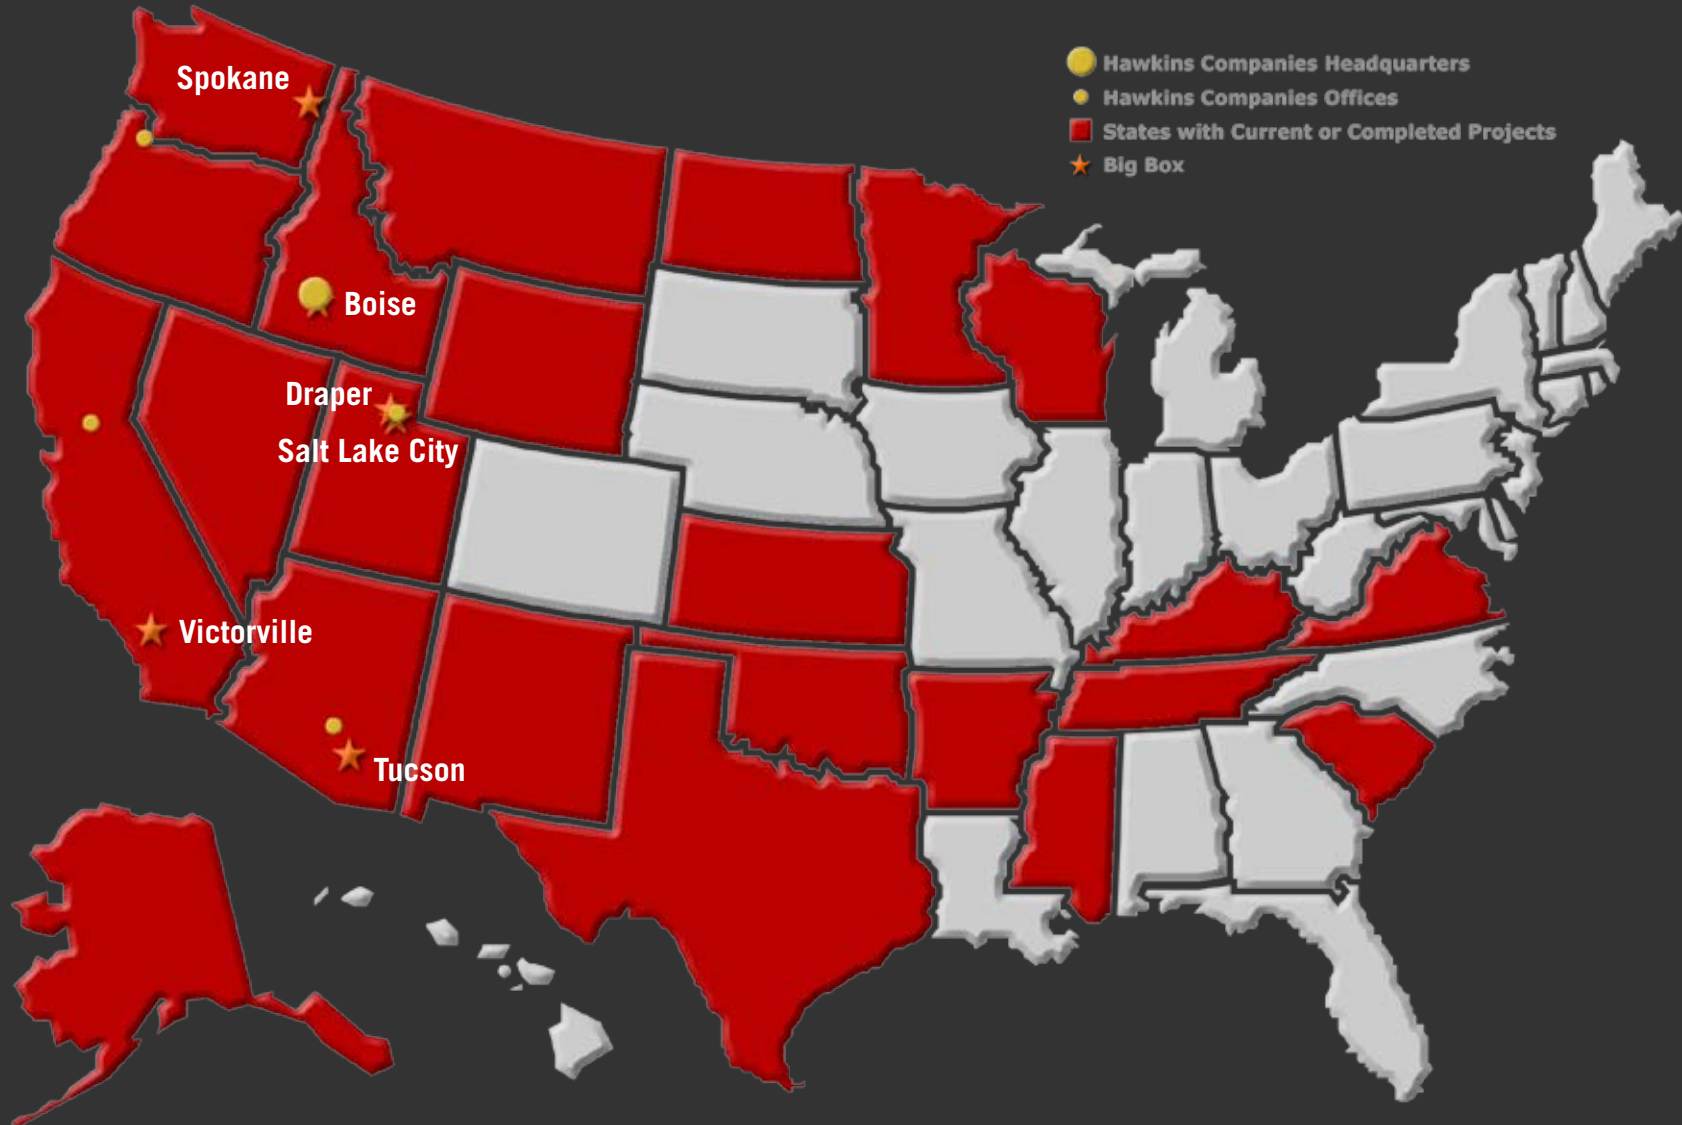 Hawkins Companies Headquarters
Hawkins Companies Offices
States with Current or Completed Projects
Big Box
Spokane
Boise
Draper
Salt Lake City
Victorville
Tucson